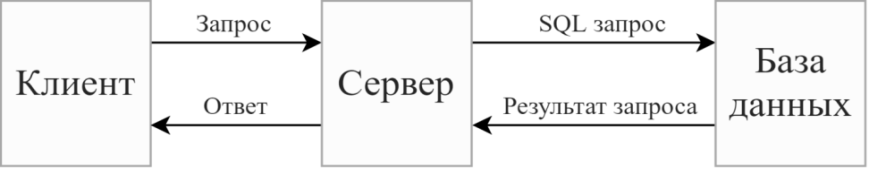 Клиент
Запрос
Ответ
Сервер
SQL запрос
Результат запроса
База
данных